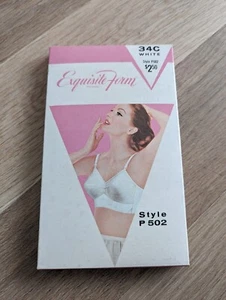 34C
WHITE
$2.50
Exquisite Form
Style
P 502